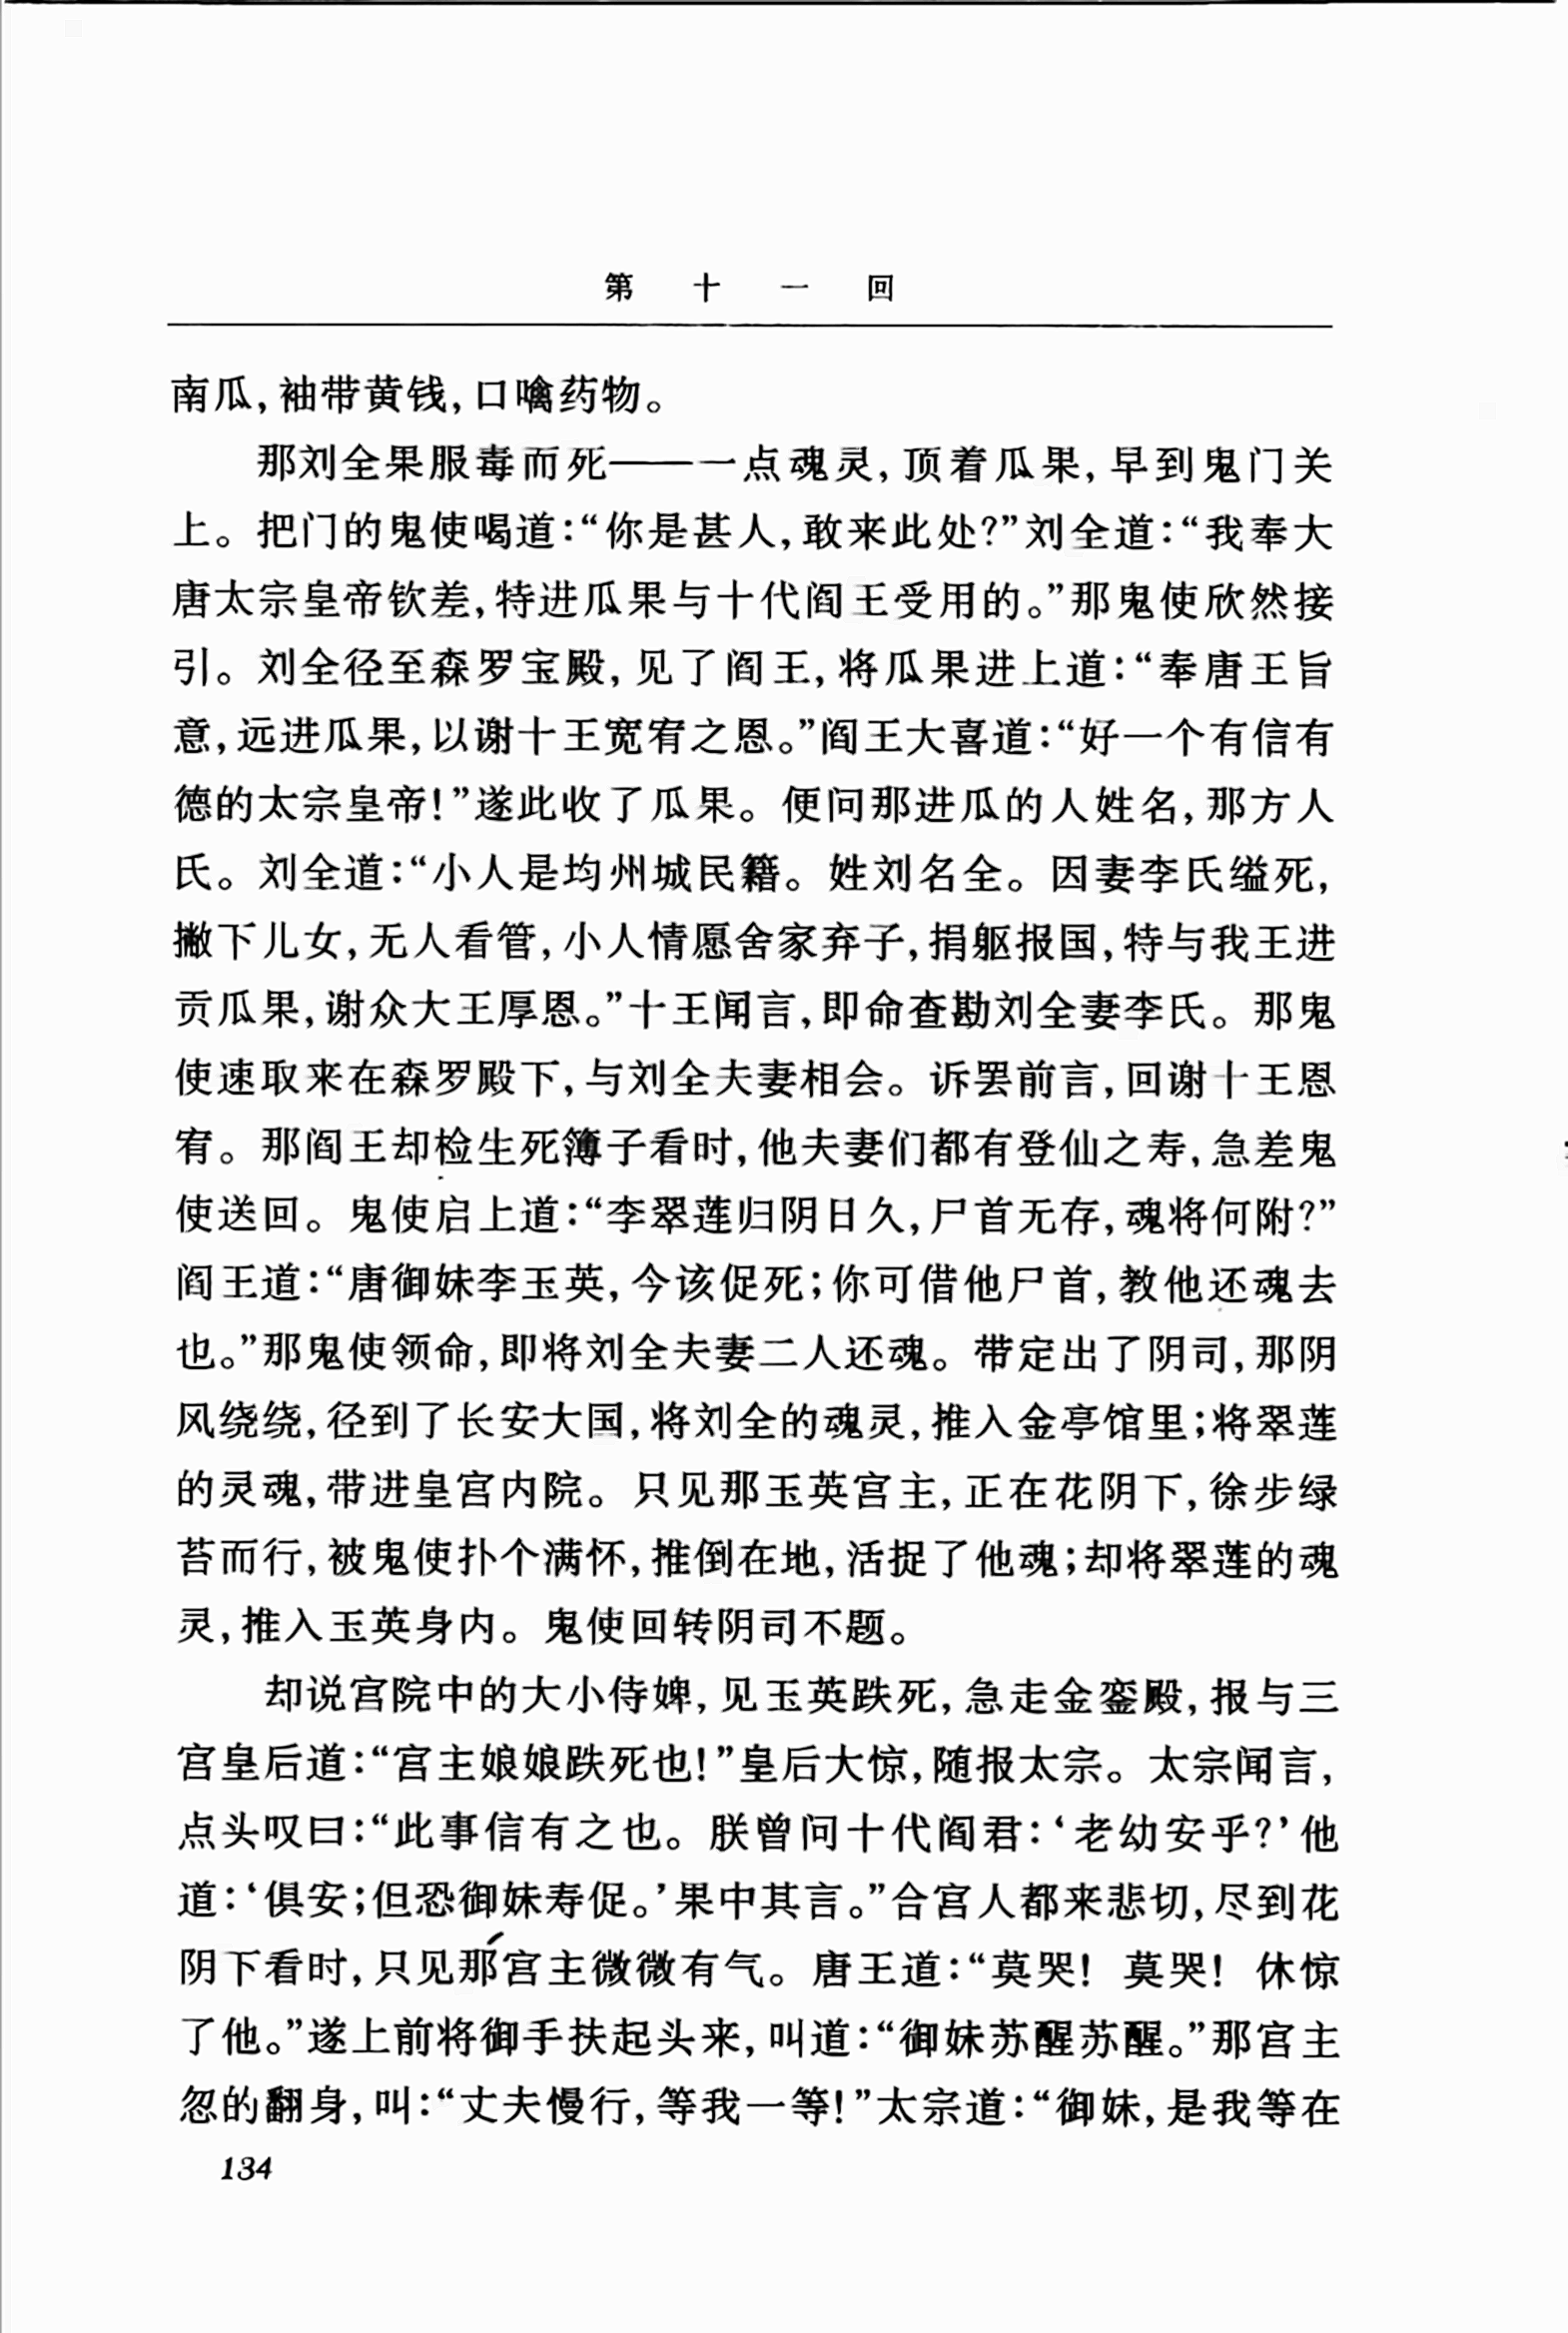 第十一回
南瓜，袖带黄钱，口噙药物。
那刘全果服毒而死——一点魂灵，顶着瓜果，早到鬼门关
上。把门的鬼使喝道：“你是甚人，敢来此处？”刘全道：“我奉大
唐太宗皇帝钦差，特进瓜果与十代阎王受用的。”那鬼使欣然接
引。刘全径至森罗宝殿，见了阎王，将瓜果进上道：“奉唐王旨
意，远进瓜果，以谢十王宽宥之恩。”阎王大喜道：“好一个有信有
德的太宗皇帝！”遂此收了瓜果。便问那进瓜的人姓名，那方人
氏。刘全道：“小人是均州城民籍。姓刘名全。因妻李氏缢死，
撇下儿女，无人看管，小人情愿舍家弃子，捐躯报国，特与我王进
贡瓜果，谢众大王厚恩。”十王闻言，即命查勘刘全妻李氏。那鬼
使速取来在森罗殿下，与刘全夫妻相会。诉罢前言，回谢十王恩
宥。那阎王却检生死簿子看时，他夫妻们都有登仙之寿，急差鬼
使送回。鬼使启上道：“李翠莲归阴日久，尸首无存，魂将何附？”
阎王道：“唐御妹李玉英，今该促死；你可借他尸首，教他还魂去
也。”那鬼使领命，即将刘全夫妻二人还魂。带定出了阴司，那阴
风绕绕，径到了长安大国，将刘全的魂灵，推入金亭馆里；将翠莲
的灵魂，带进皇宫内院。只见那玉英宫主，正在花阴下，徐步绿
苔而行，被鬼使扑个满怀，推倒在地，活捉了他魂；却将翠莲的魂
灵，推入玉英身内。鬼使回转阴司不题。
却说宫院中的大小侍婢，见玉英跌死，急走金銮殿，报与三
宫皇后道：“宫主娘娘跌死也！”皇后大惊，随报太宗。太宗闻言，
点头叹曰：“此事信有之也。朕曾问十代阎君：‘老幼安乎？’他
道：‘俱安；但恐御妹寿促。’果中其言。”合宫人都来悲切，尽到花
阴下看时，只见那宫主微微有气。唐王道：“莫哭！莫哭！休惊
了他。”遂上前将御手扶起头来，叫道：“御妹苏醒苏醒。”那宫主
忽的翻身，叫：“丈夫慢行，等我一等！”太宗道：“御妹，是我等在
134